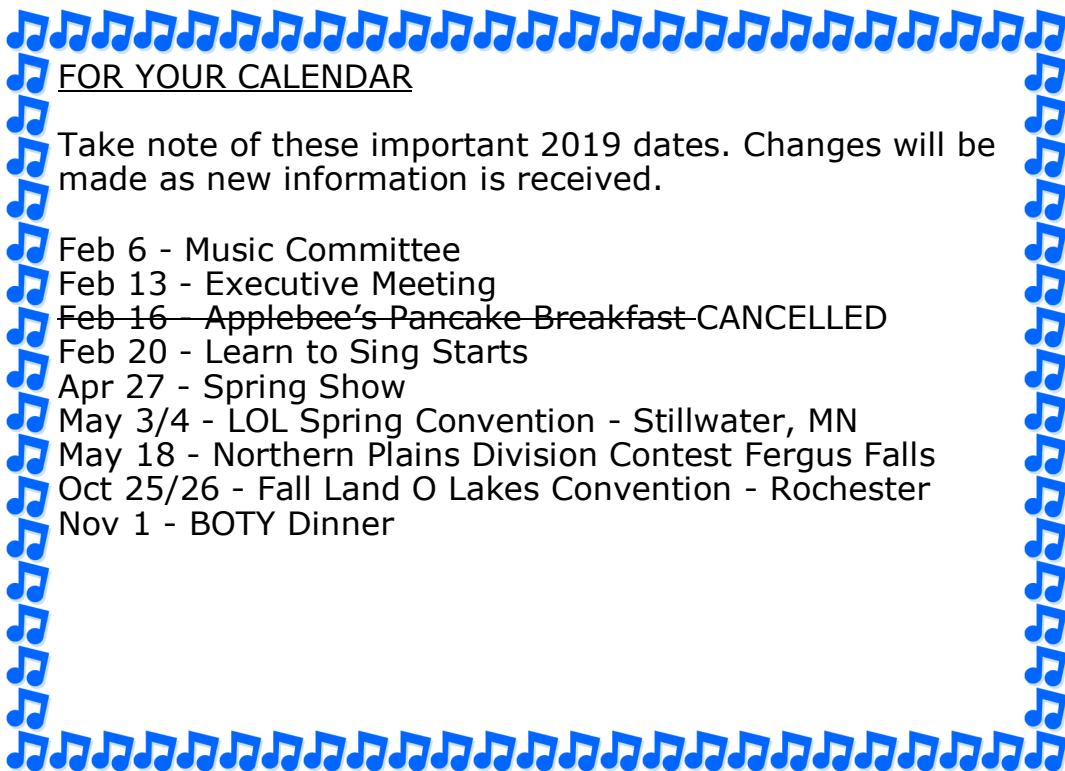 FOR YOUR CALENDAR
Take note of these important 2019 dates. Changes will be
made as new information is received.
Feb 6 - Music Committee
Feb 13 - Executive Meeting
Feb 16 - Applebee’s Pancake Breakfast CANCELLED
Feb 20 - Learn to Sing Starts
Apr 27 - Spring Show
May 3/4 - LOL Spring Convention - Stillwater, MN
May 18 - Northern Plains Division Contest Fergus Falls
Oct 25/26 - Fall Land O Lakes Convention - Rochester
Nov 1 - BOTY Dinner